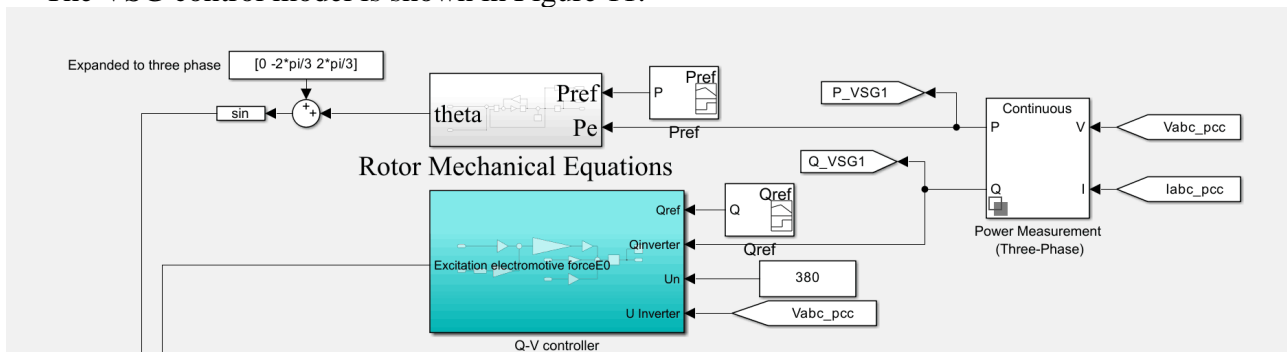 The VSG control model is shown in Figure 11.
Expanded to three phase
[0 -2*pi/3 2*pi/3]
sin
++
theta
Pref
Pe
P
Pref
Pref
P_VSG1
Continuous
P
V
Vabc_pcc
Rotor Mechanical Equations
Q_VSG1
Q
I
Iabc_pcc
Power Measurement
(Three-Phase)
Qref
Q
Qref
Qref
Qinverter
Excitation electromotive forceE0
Un
380
U Inverter
Vabc_pcc
Q-V controller